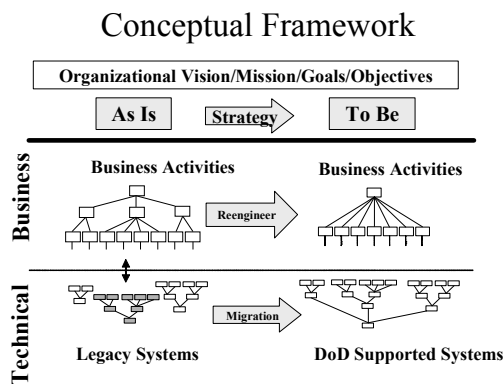 Conceptual Framework
Organizational Vision/Mission/Goals/Objectives
As Is
Strategy
To Be
Business
Business Activities
Business Activities
Reengineer
Technical
Migration
Legacy Systems
DoD Supported Systems